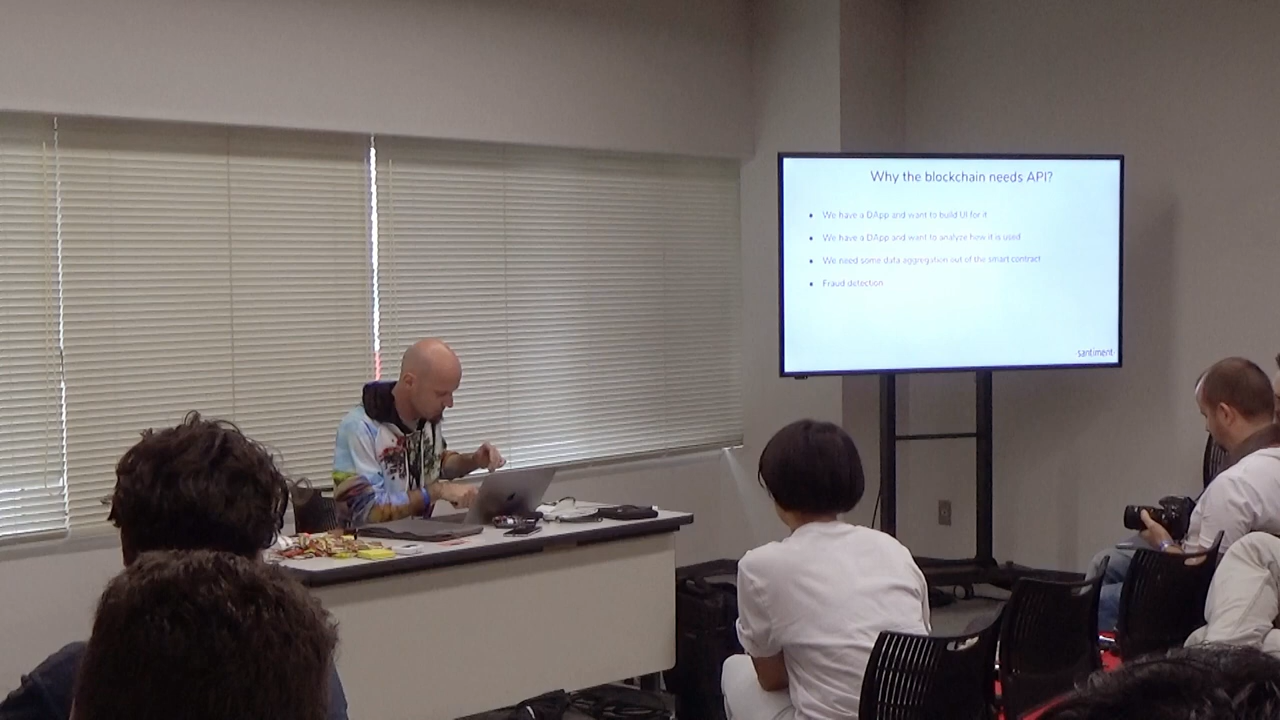 Why the blockchain needs API?
We have a DApp and want to build UI for it
We have a DApp and want to analyze how it is used
We need some data aggregation out of the smart contract
Fraud detection
santiment